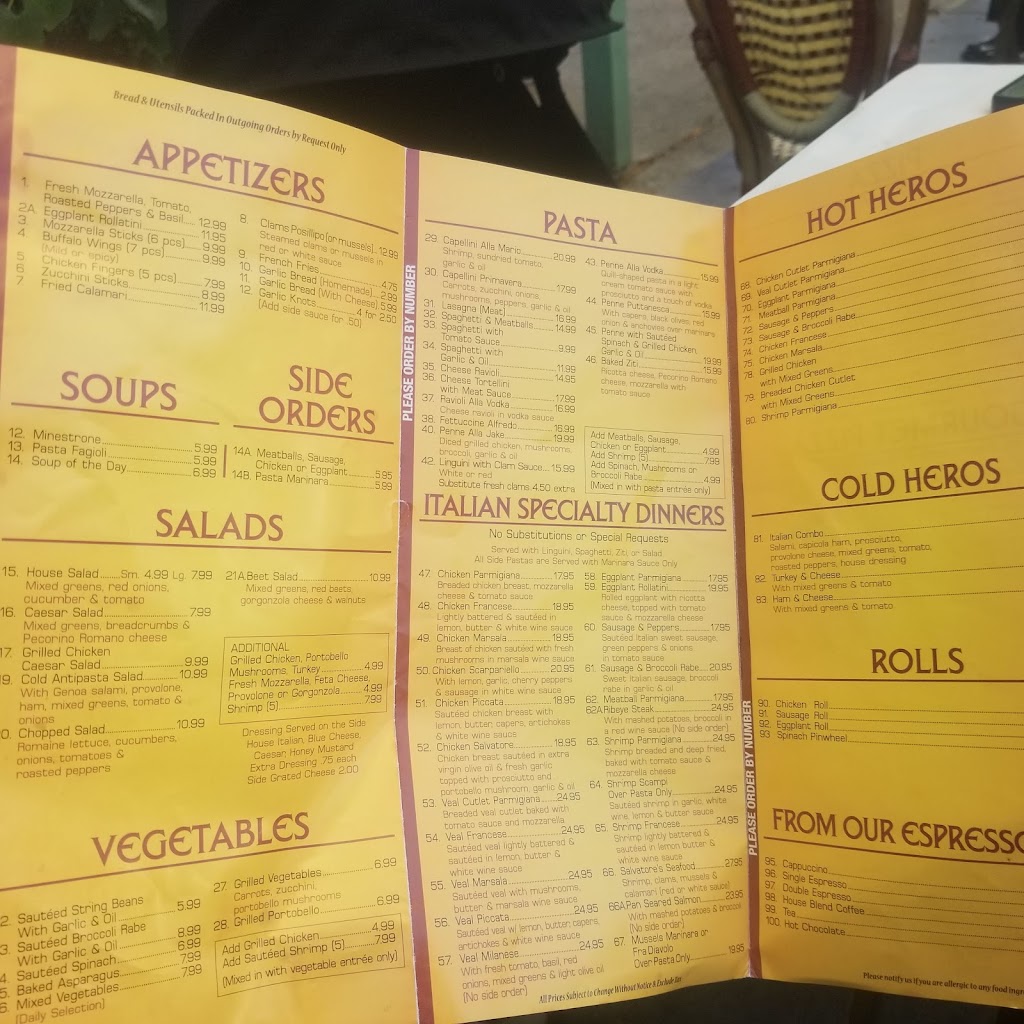 Bread & Utensils Packed In Outgoing Orders by Request Only
APPETIZERS
1. Fresh Mozzarella, Tomato,
Roasted Peppers & Basil.... 12.99
2A. Eggplant Rollatini 11.95
3. Mozzarella Sticks (6 pcs) 9.99
4 Buffalo Wings (7 pcs) 9.99
(Mild or spicy)
5 Chicken Fingers (5 pcs) 7.99
6. Zucchini Sticks 8.99
7 Fried Calamari 11.99
8. Clams Posillipo (or mussels) 12.99
Steamed clams or mussels in
red or white sauce
9. French Fries 4.75
10. Garlic Bread (Homemade) 2.99
11. Garlic Bread (With Cheese) 5.99
12 Garlic Knots 4 for 2.50
(Add side sauce for .50)
SOUPS
12. Minestrone 5.99
13. Pasta Fagioli 5.99
14. Soup of the Day 6.99
SIDE
ORDERS
14A Meatballs, Sausage,
Chicken or Eggplant 5.95
14B. Pasta Marinara 5.99
SALADS
15. House Salad Sm. 4.99 Lg. 7.99
Mixed greens, red onions,
cucumber & tomato
16. Caesar Salad 7.99
Mixed greens, breadcrumbs &
Pecorino Romano cheese
17. Grilled Chicken
Caesar Salad 9.99
19. Cold Antipasta Salad 10.99
With Genoa salami, provolone,
ham, mixed greens, tomato &
onions
0. Chopped Salad 10.99
Romaine lettuce, cucumbers,
onions, tomatoes &
roasted peppers
21A. Beet Salad 10.99
Mixed greens, red beets,
gorgonzola cheese & walnuts
ADDITIONAL
Grilled Chicken, Portobello
Mushrooms, Turkey 4.99
Fresh Mozzarella, Feta Cheese,
Provolone or Gorgonzola 4.99
Shrimp (5) 7.99
Dressing Served on the Side
House Italian, Blue Cheese,
Caesar Honey Mustard
Extra Dressing .75 each
Side Grated Cheese 2.00
VEGETABLES
2 Sautéed String Beans
With Garlic & Oil 5.99
3. Sautéed Broccoli Rabe
With Garlic & Oil 8.99
4. Sautéed Spinach 6.99
5. Baked Asparagus 7.99
6. Mixed Vegetables 7.99
(Daily Selection)
27. Grilled Vegetables 6.99
Carrots, zucchini,
portobello mushrooms
28. Grilled Portobello 6.99
Add Grilled Chicken 4.99
Add Sautéed Shrimp (5) 7.99
(Mixed in with vegetable entrée only)
PLEASE ORDER BY NUMBER
PASTA
29. Capellini Alla Mario 20.99
Shrimp, sundried tomato,
garlic & oil
30. Capellini Primavera 17.99
Carrots, zucchini, onions,
mushrooms, peppers, garlic & oil
31. Lasagna (Meat) 16.99
32. Spaghetti & Meatballs 14.99
33. Spaghetti with
Tomato Sauce 9.99
34. Spaghetti with
Garlic & Oil 11.99
35. Cheese Ravioli 14.95
36. Cheese Tortellini
with Meat Sauce 17.99
37. Ravioli Alla Vodka 16.99
Cheese ravioli in vodka sauce
38. Fettuccine Alfredo 16.99
40. Penne Alla Jake 19.99
Diced grilled chicken, mushrooms,
broccoli, garlic & oil
42. Linguini with Clam Sauce 15.99
White or red
Substitute fresh clams 4.50 extra
43. Penne Alla Vodka 15.99
Quill-shaped pasta in a light
cream tomato sauce with
prosciutto and a touch of vodka
44. Penne Puttanesca 15.99
With capers, black olives, red
onion & anchovies over marinara
45. Penne with Sautéed
Spinach & Grilled Chicken,
Garlic & Oil 19.99
46. Baked Ziti 15.99
Ricotta cheese, Pecorino Romano
cheese, mozzarella with
tomato sauce
Add Meatballs, Sausage,
Chicken or Eggplant 4.99
Add Shrimp (5) 7.98
Add Spinach, Mushrooms or
Broccoli Rabe 4.99
(Mixed in with pasta entrée only)
ITALIAN SPECIALTY DINNERS
No Substitutions or Special Requests
Served with Linguini, Spaghetti, Ziti, or Salad
All Side Pastas are Served with Marinara Sauce Only
47. Chicken Parmigiana 17.95
Breaded chicken breast, mozzarella
cheese & tomato sauce
48. Chicken Francese 18.95
Lightly battered & sautéed in
lemon, butter & white wine sauce
49. Chicken Marsala 18.95
Breast of chicken sautéed with fresh
mushrooms in marsala wine sauce
50. Chicken Scarpariello 20.95
With lemon, garlic, cherry peppers
& sausage in white wine sauce
51. Chicken Piccata 18.95
Sautéed chicken breast with
lemon, butter, capers, artichokes
& white wine sauce
52. Chicken Salvatore 18.95
Chicken breast sautéed in extra
virgin olive oil & fresh garlic
topped with prosciutto and
portobello mushroom, garlic & oil
53. Veal Cutlet Parmigiana 24.95
Breaded veal cutlet baked with
tomato sauce and mozzarella
54. Veal Francese 24.95
Sautéed veal lightly battered &
sautéed in lemon, butter &
white wine sauce
55. Veal Marsala 24.95
Sautéed veal with mushrooms,
butter & marsala wine sauce
56. Veal Piccata 24.95
Sautéed veal w/ lemon, butter, capers,
artichokes & white wine sauce
57. Veal Milanese 24.95
With fresh tomato, basil, red
onions, mixed greens & light olive oil
(No side order)
58. Eggplant Parmigiana 17.95
59. Eggplant Rollatini 19.95
Rolled eggplant with ricotta
cheese, topped with tomato
sauce & mozzarella cheese
60. Sausage & Peppers 17.95
Sautéed Italian sweet sausage,
green peppers & onions
in tomato sauce
61. Sausage & Broccoli Rabe 20.95
Sweet Italian sausage, broccoli
rabe in garlic & oil
62. Meatball Parmigiana 17.95
62A. Ribeye Steak 24.95
With mashed potatoes, broccoli in
a red wine sauce (No side order)
63. Shrimp Parmigiana 24.95
Shrimp breaded and deep fried,
baked with tomato sauce &
mozzarella cheese
64. Shrimp Scampi
Over Pasta Only 24.95
Sautéed shrimp in garlic, white
wine, lemon & butter sauce
65. Shrimp Francese 24.95
Shrimp lightly battered &
sautéed in lemon butter &
white wine sauce
66. Salvatore's Seafood 27.95
Shrimp, clams, mussels &
calamari (red or white sauce)
66A. Pan Seared Salmon 23.95
With mashed potatoes & broccoli
(No side order)
67. Mussels Marinara or
Fra Diavolo
Over Pasta Only 19.95
All Prices Subject to Change Without Notice & Exclude Tax
PLEASE ORDER BY NUMBER
HOT HEROS
68. Chicken Cutlet Parmigiana
69. Veal Cutlet Parmigiana
70. Eggplant Parmigiana
71. Meatball Parmigiana
72. Sausage & Peppers
73. Sausage & Broccoli Rabe
74. Chicken Francese
75. Chicken Marsala
78. Grilled Chicken
with Mixed Greens
79. Breaded Chicken Cutlet
with Mixed Greens
80. Shrimp Parmigiana
COLD HEROS
81. Italian Combo
Salami, capicola ham, prosciutto,
provolone cheese, mixed greens, tomato,
roasted peppers, house dressing
82. Turkey & Cheese
With mixed greens & tomato
83. Ham & Cheese
With mixed greens & tomato
ROLLS
90. Chicken Roll
91. Sausage Roll
92. Eggplant Roll
93. Spinach Pinwheel
FROM OUR ESPRESSO
95. Cappuccino
96. Single Espresso
97. Double Espresso
98. House Blend Coffee
99. Tea
100. Hot Chocolate
Please notify us if you are allergic to any food ingr